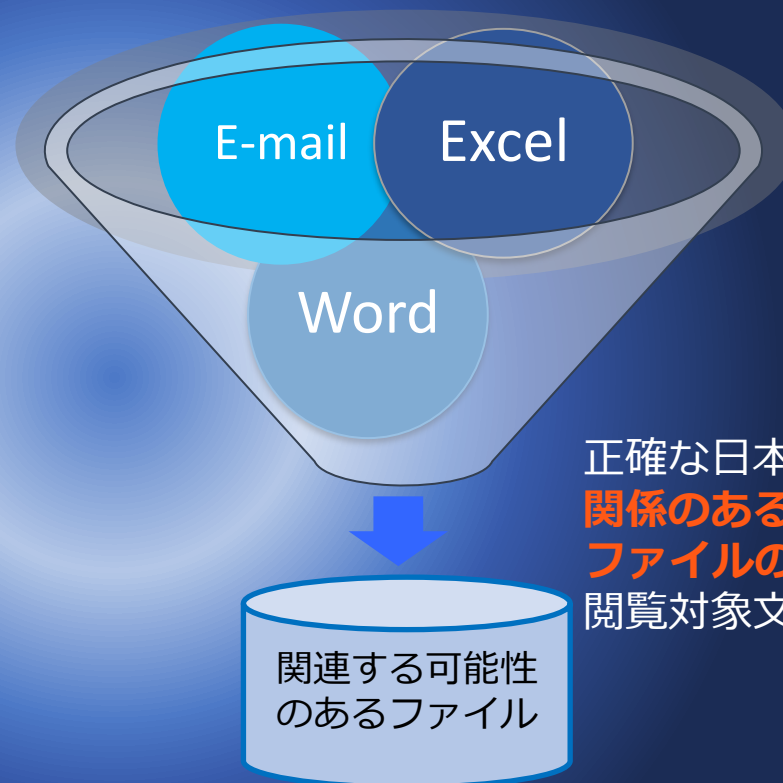 E-mail
Excel
Word
正確な日本
関係のある
ファイルの
閲覧対象文
関連する可能性
のあるファイル